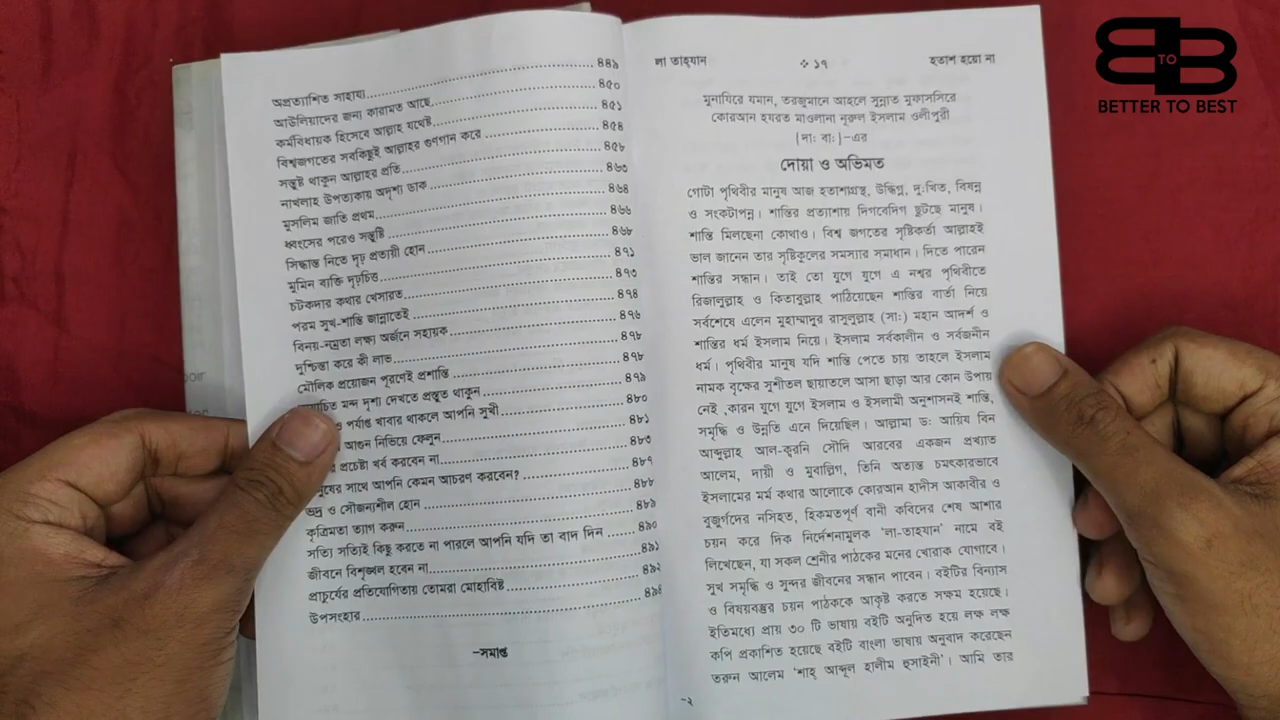 অপ্রত্যাশিত সাহায্য.......... ৪৪৯
আউলিয়াদের জন্য কারামত আছে.......... ৪৫০
কর্মবিধায়ক হিসেবে আল্লাহ যথেষ্ট.......... ৪৫১
বিশ্বজগতের সবকিছুই আল্লাহর গুণগান করে.......... ৪৫৪
সন্তুষ্ট থাকুন আল্লাহর প্রতি.......... ৪৫৮
নাখলাহ উপত্যকায় অদৃশ্য ডাক.......... ৪৬৩
মুসলিম জাতি প্রথম.......... ৪৬৪
ধ্বংসের পরেও সন্তুষ্টি.......... ৪৬৬
সিদ্ধান্ত নিতে দৃঢ় প্রত্যয়ী হোন.......... ৪৬৮
মুমিন ব্যক্তি দৃঢ়চিত্ত.......... ৪৭১
চটকদার কথার খেসারত.......... ৪৭৩
পরম সুখ-শান্তি জান্নাতেই.......... ৪৭৪
বিনয়-নম্রতা লক্ষ্য অর্জনে সহায়ক.......... ৪৭৬
দুশ্চিন্তা করে কী লাভ.......... ৪৭৮
মৌলিক প্রয়োজন পূরণেই প্রশান্তি.......... ৪৭৮
মন্দ দৃশ্য দেখতে প্রস্তুত থাকুন.......... ৪৭৯
ও পর্যাপ্ত খাবার থাকলে আপনি সুখী.......... ৪৮০
আগুন নিভিয়ে ফেলুন.......... ৪৮১
প্রচেষ্টা খর্ব করবেন না.......... ৪৮৩
সাথে আপনি কেমন আচরণ করবেন?.......... ৪৮৭
ভদ্র ও সৌজন্যশীল হোন.......... ৪৮৮
কৃত্রিমতা ত্যাগ করুন.......... ৪৮৯
সত্যি সত্যিই কিছু করতে না পারলে আপনি যদি তা বাদ দিন.......... ৪৯০
জীবনে বিশৃঙ্খল হবেন না.......... ৪৯১
প্রাচুর্যের প্রতিযোগিতায় তোমরা মোহাবিষ্ট.......... ৪৯২
উপসংহার..........
-সমাপ্ত
লা তাহ্যান ❖ ১৭ হতাশ হয়ো না
মুনাযিরে যমান, তরজুমানে আহলে সুন্নাত মুফাসসিরে
কোরআন হযরত মাওলানা নূরুল ইসলাম ওলীপুরী
[দাঃ বাঃ]-এর
দোয়া ও অভিমত
গোটা পৃথিবীর মানুষ আজ হতাশাগ্রস্থ, উদ্ধিগ্ন, দুঃখিত, বিষন্ন
ও সংকটাপন্ন। শান্তির প্রত্যাশায় দিগবেদিগ ছুটছে মানুষ।
শান্তি মিলছেনা কোথাও। বিশ্ব জগতের সৃষ্টিকর্তা আল্লাহই
ভাল জানেন তার সৃষ্টিকুলের সমস্যার সমাধান। দিতে পারেন
শান্তির সন্ধান। তাই তো যুগে যুগে এ নশ্বর পৃথিবীতে
রিজালুল্লাহ ও কিতাবুল্লাহ পাঠিয়েছেন শান্তির বার্তা নিয়ে
সর্বশেষে এলেন মুহাম্মাদুর রাসুলুল্লাহ (সাঃ) মহান আদর্শ ও
শান্তির ধর্ম ইসলাম নিয়ে। ইসলাম সর্বকালীন ও সর্বজনীন
ধর্ম। পৃথিবীর মানুষ যদি শান্তি পেতে চায় তাহলে ইসলাম
নামক বৃক্ষের সুশীতল ছায়াতলে আসা ছাড়া আর কোন উপায়
নেই ,কারন যুগে যুগে ইসলাম ও ইসলামী অনুশাসনই শান্তি,
সমৃদ্ধি ও উন্নতি এনে দিয়েছিল। আল্লামা ডঃ আয়িয বিন
আব্দুল্লাহ আল-কুরনি সৌদি আরবের একজন প্রখ্যাত
আলেম, দায়ী ও মুবাল্লিগ, তিনি অত্যন্ত চমৎকারভাবে
ইসলামের মর্ম কথার আলোকে কোরআন হাদীস আকাবীর ও
বুজুর্গদের নসিহত, হিকমতপূর্ণ বানী কবিদের শেষ আশার
চয়ন করে দিক নির্দেশনামূলক 'লা-তাহযান' নামে বই
লিখেছেন, যা সকল শ্রেনীর পাঠকের মনের খোরাক যোগাবে।
সুখ সমৃদ্ধি ও সুন্দর জীবনের সন্ধান পাবেন। বইটির বিন্যাস
ও বিষয়বস্তুর চয়ন পাঠককে আকৃষ্ট করতে সক্ষম হয়েছে।
ইতিমধ্যে প্রায় ৩০ টি ভাষায় বইটি অনুদিত হয়ে লক্ষ লক্ষ
কপি প্রকাশিত হয়েছে বইটি বাংলা ভাষায় অনুবাদ করেছেন
তরুন আলেম 'শাহ্ আব্দুল হালীম হুসাইনী'। আমি তার
-২
TO
BETTER TO BEST